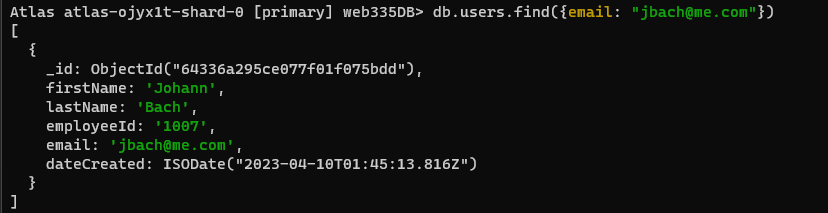 Atlas atlas-ojyx1t-shard-0 [primary] web335DB> db.users.find({email: "jbach@me.com"})
[
  {
    _id: ObjectId("64336a295ce077f01f075bdd"),
    firstName: 'Johann',
    lastName: 'Bach',
    employeeId: '1007',
    email: 'jbach@me.com',
    dateCreated: ISODate("2023-04-10T01:45:13.816Z")
  }
]